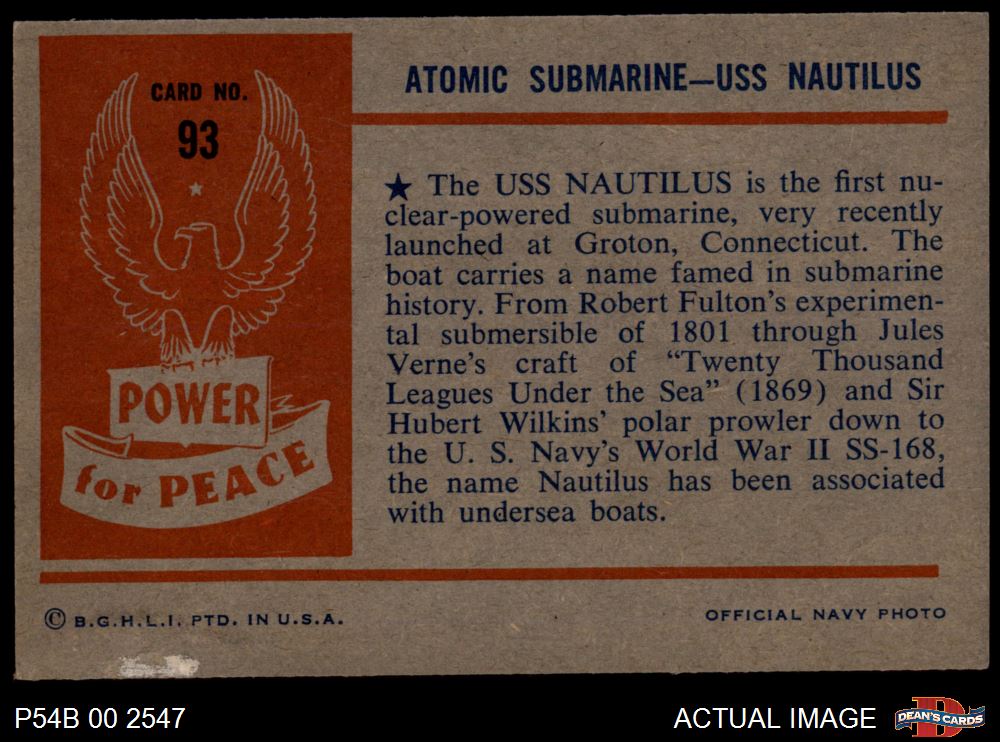 CARD NO.
93
POWER
for PEACE
ATOMIC SUBMARINE—USS NAUTILUS
★ The USS NAUTILUS is the first nu-
clear-powered submarine, very recently
launched at Groton, Connecticut. The
boat carries a name famed in submarine
history. From Robert Fulton's experimen-
tal submersible of 1801 through Jules
Verne's craft of "Twenty Thousand
Leagues Under the Sea" (1869) and Sir
Hubert Wilkins' polar prowler down to
the U. S. Navy's World War II SS-168,
the name Nautilus has been associated
with undersea boats.
© B.G.H.L.I. PTD. IN U.S.A.
OFFICIAL NAVY PHOTO
P54B 00 2547
ACTUAL IMAGE
D
DEAN'S CARDS